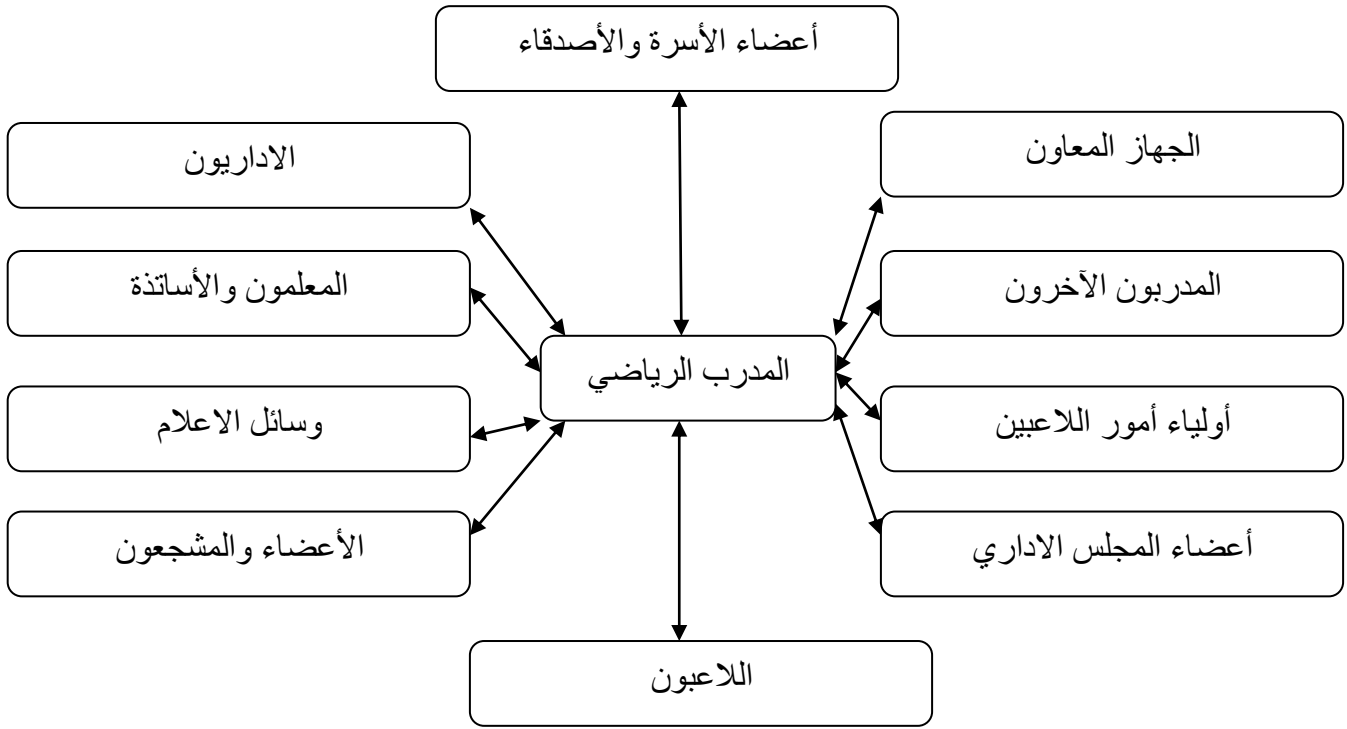 أعضاء الأسرة والأصدقاء
الجهاز المعاون
الاداريون
المدربون الآخرون
المعلمون والأساتذة
المدرب الرياضي
أولياء أمور اللاعبين
وسائل الاعلام
أعضاء المجلس الاداري
الأعضاء والمشجعون
اللاعبون